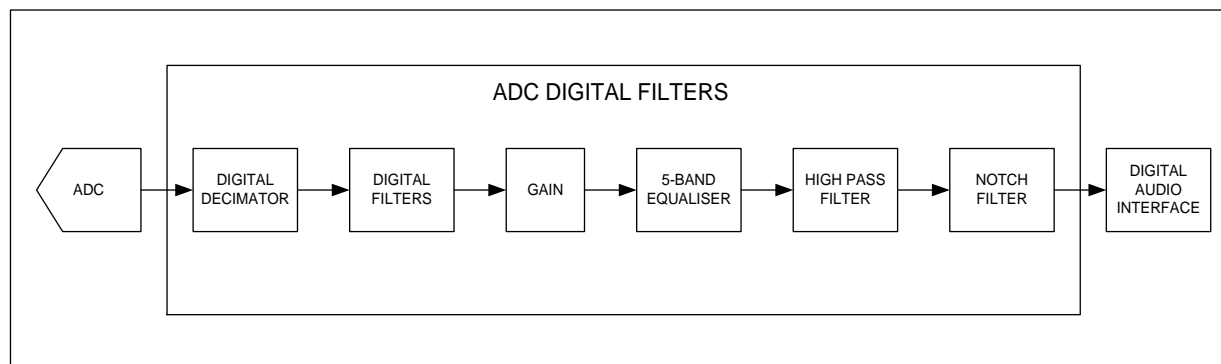 ADC DIGITAL FILTERS
ADC
DIGITAL
DECIMATOR
DIGITAL
FILTERS
GAIN
5-BAND
EQUALISER
HIGH PASS
FILTER
NOTCH
FILTER
DIGITAL
AUDIO
INTERFACE